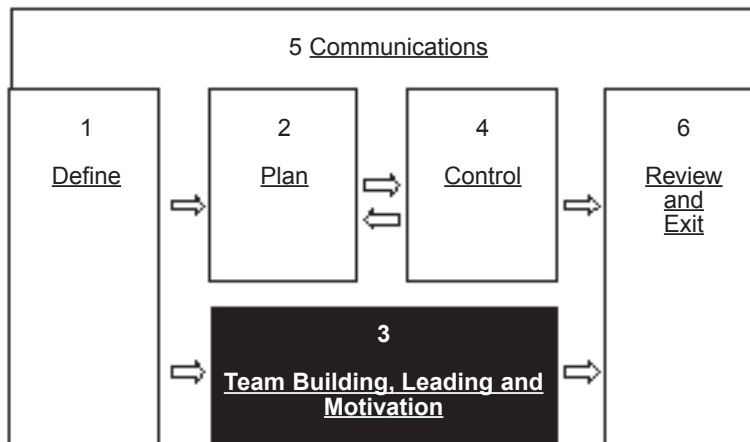 5 Communications
1
Define
2
Plan
4
Control
6
Review
and
Exit
3
Team Building, Leading and
Motivation